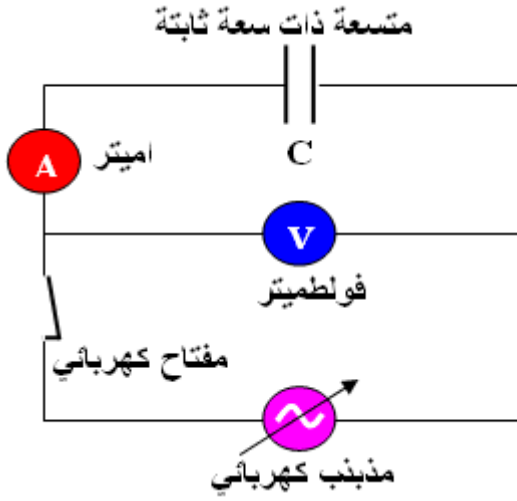 متسعة ذات سعة ثابتة
C
A
اميتر
V
فولطميتر
مفتاح كهربائي
مذبذب كهربائي